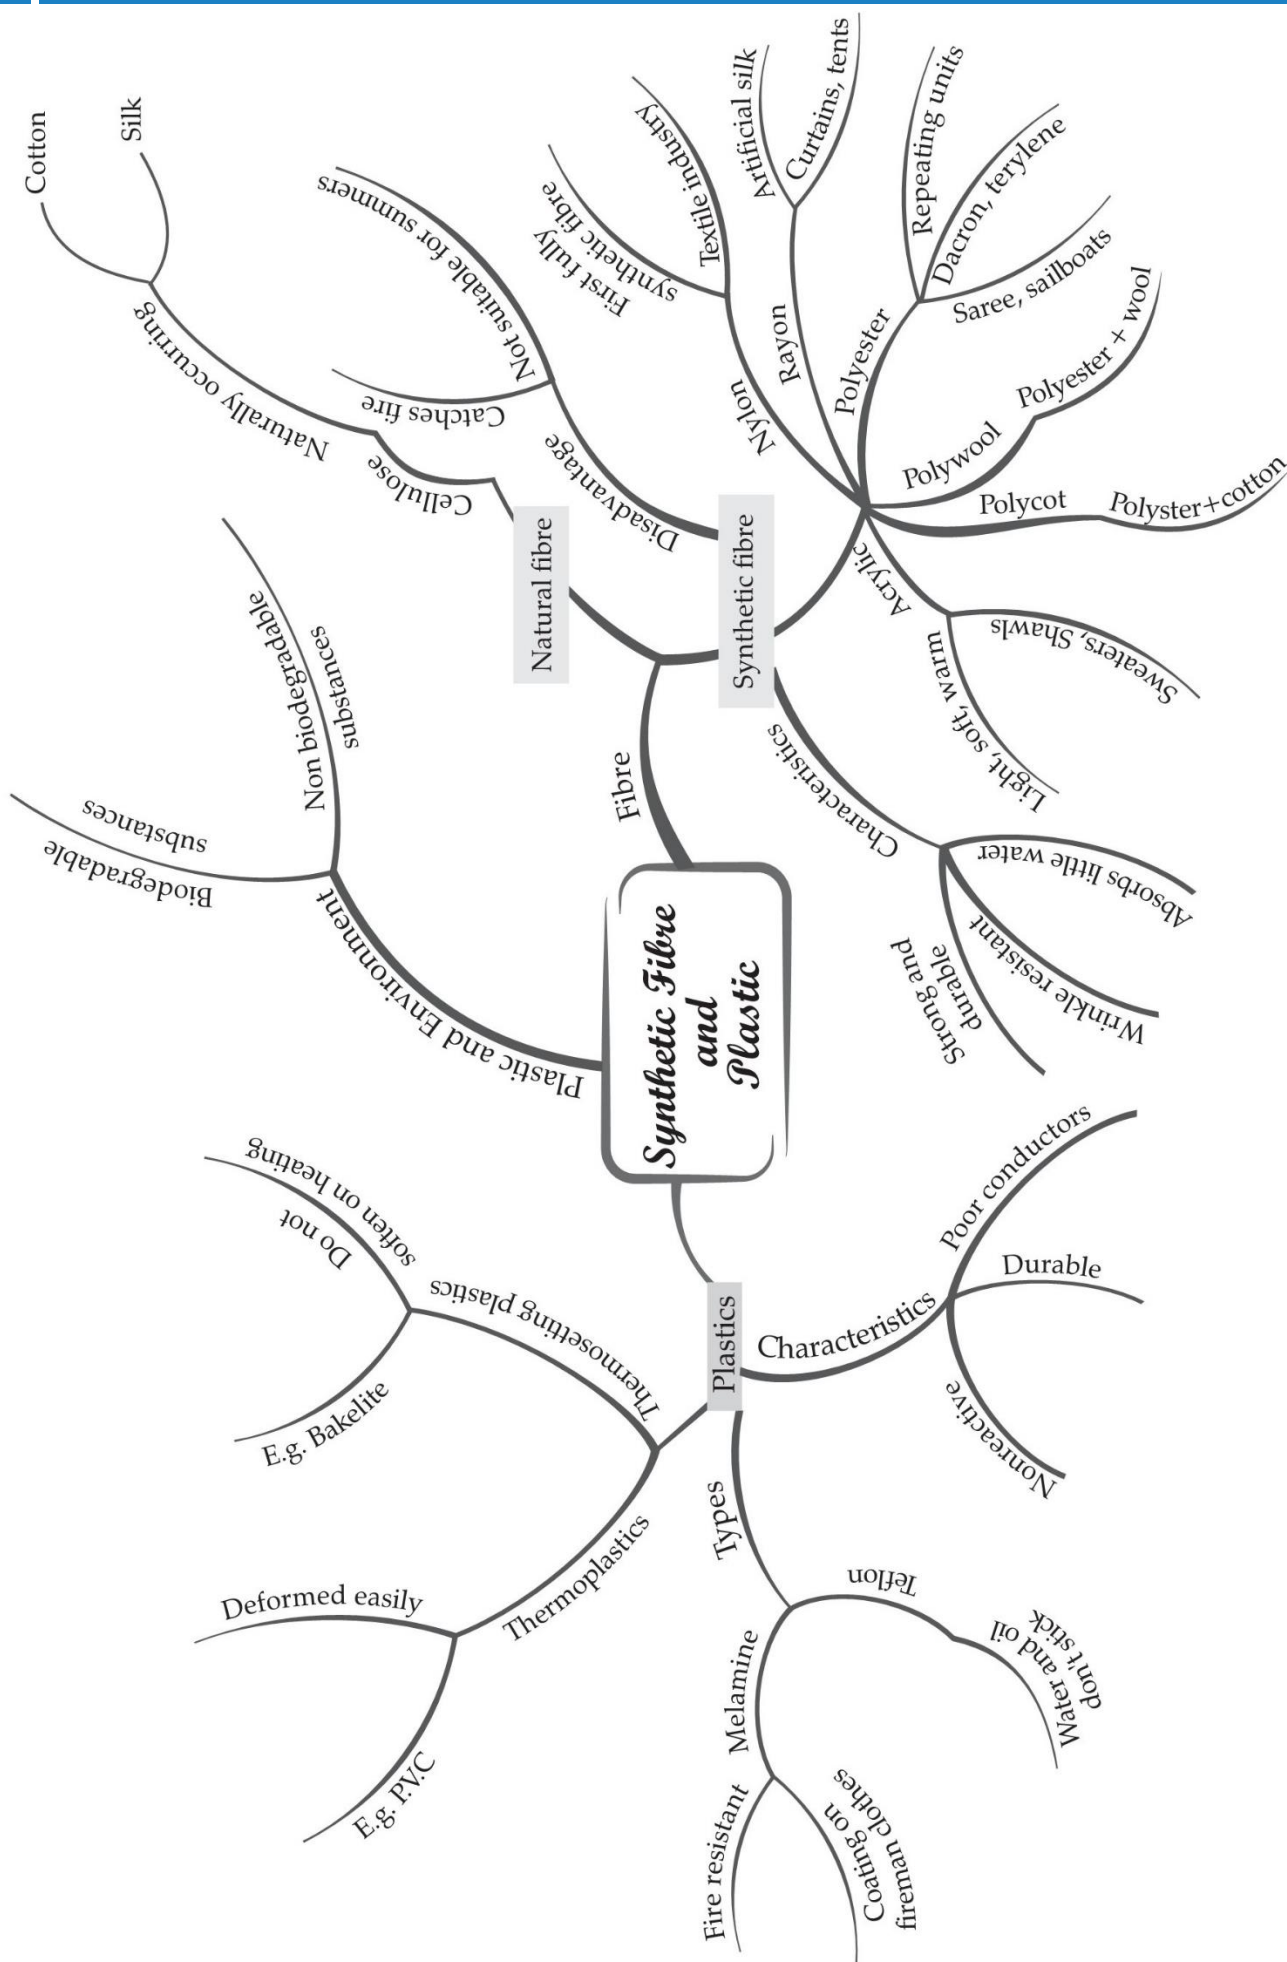 Synthetic Fibre
and
Plastic
Fibre
Natural fibre
Cellulose
Naturally occurring
Cotton
Silk
Synthetic fibre
Disadvantage
Catches fire
Not suitable for summers
Nylon
First fully
synthetic fibre
Textile industry
Rayon
Artificial silk
Curtains, tents
Polyester
Repeating units
Dacron, terylene
Saree, sailboats
Polywool
Polyester + wool
Polycot
Polyster+cotton
Acrylic
Sweaters, Shawls
Light, soft, warm
Characteristics
Absorbs little water
Wrinkle resistant
Strong and
durable
Plastic and Environment
Biodegradable
substances
Non biodegradable
substances
Plastics
Thermosetting plastics
Do not
soften on heating
E.g. Bakelite
Thermoplastics
Deformed easily
E.g. P.V.C
Types
Melamine
Fire resistant
Coating on
fireman clothes
Teflon
Water and oil
don't stick
Characteristics
Poor conductors
Durable
Nonreactive